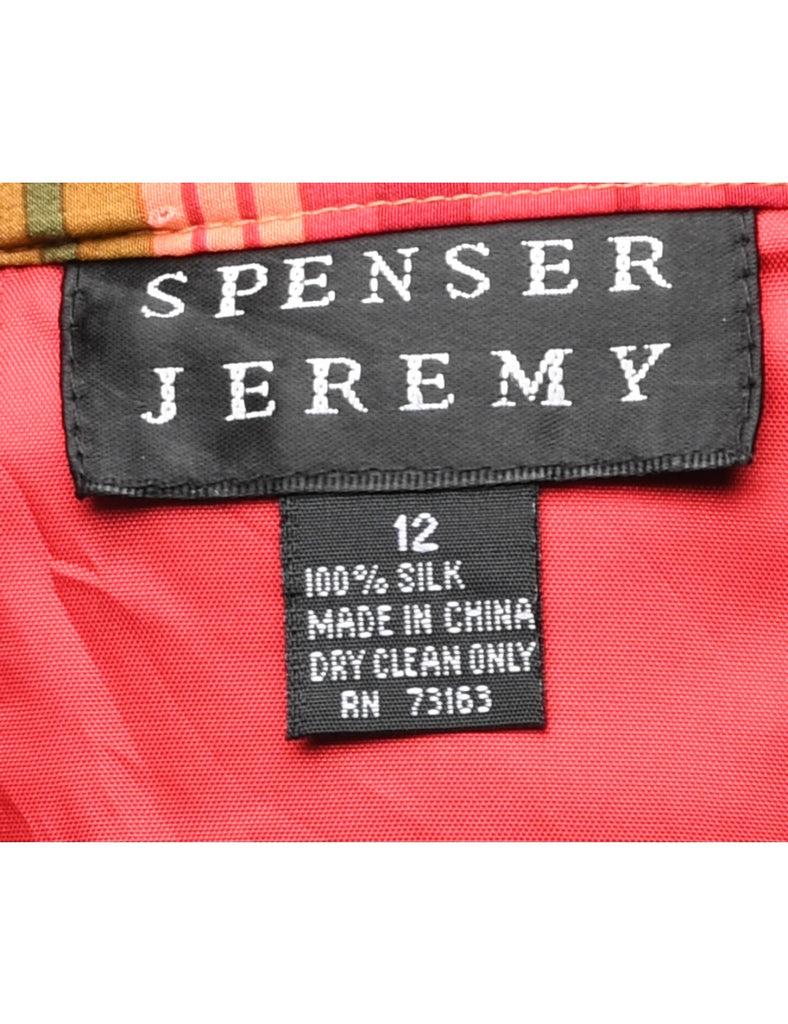 SPENSER
JEREMY
12
100% SILK
MADE IN CHINA
DRY CLEAN ONLY
RN 73163